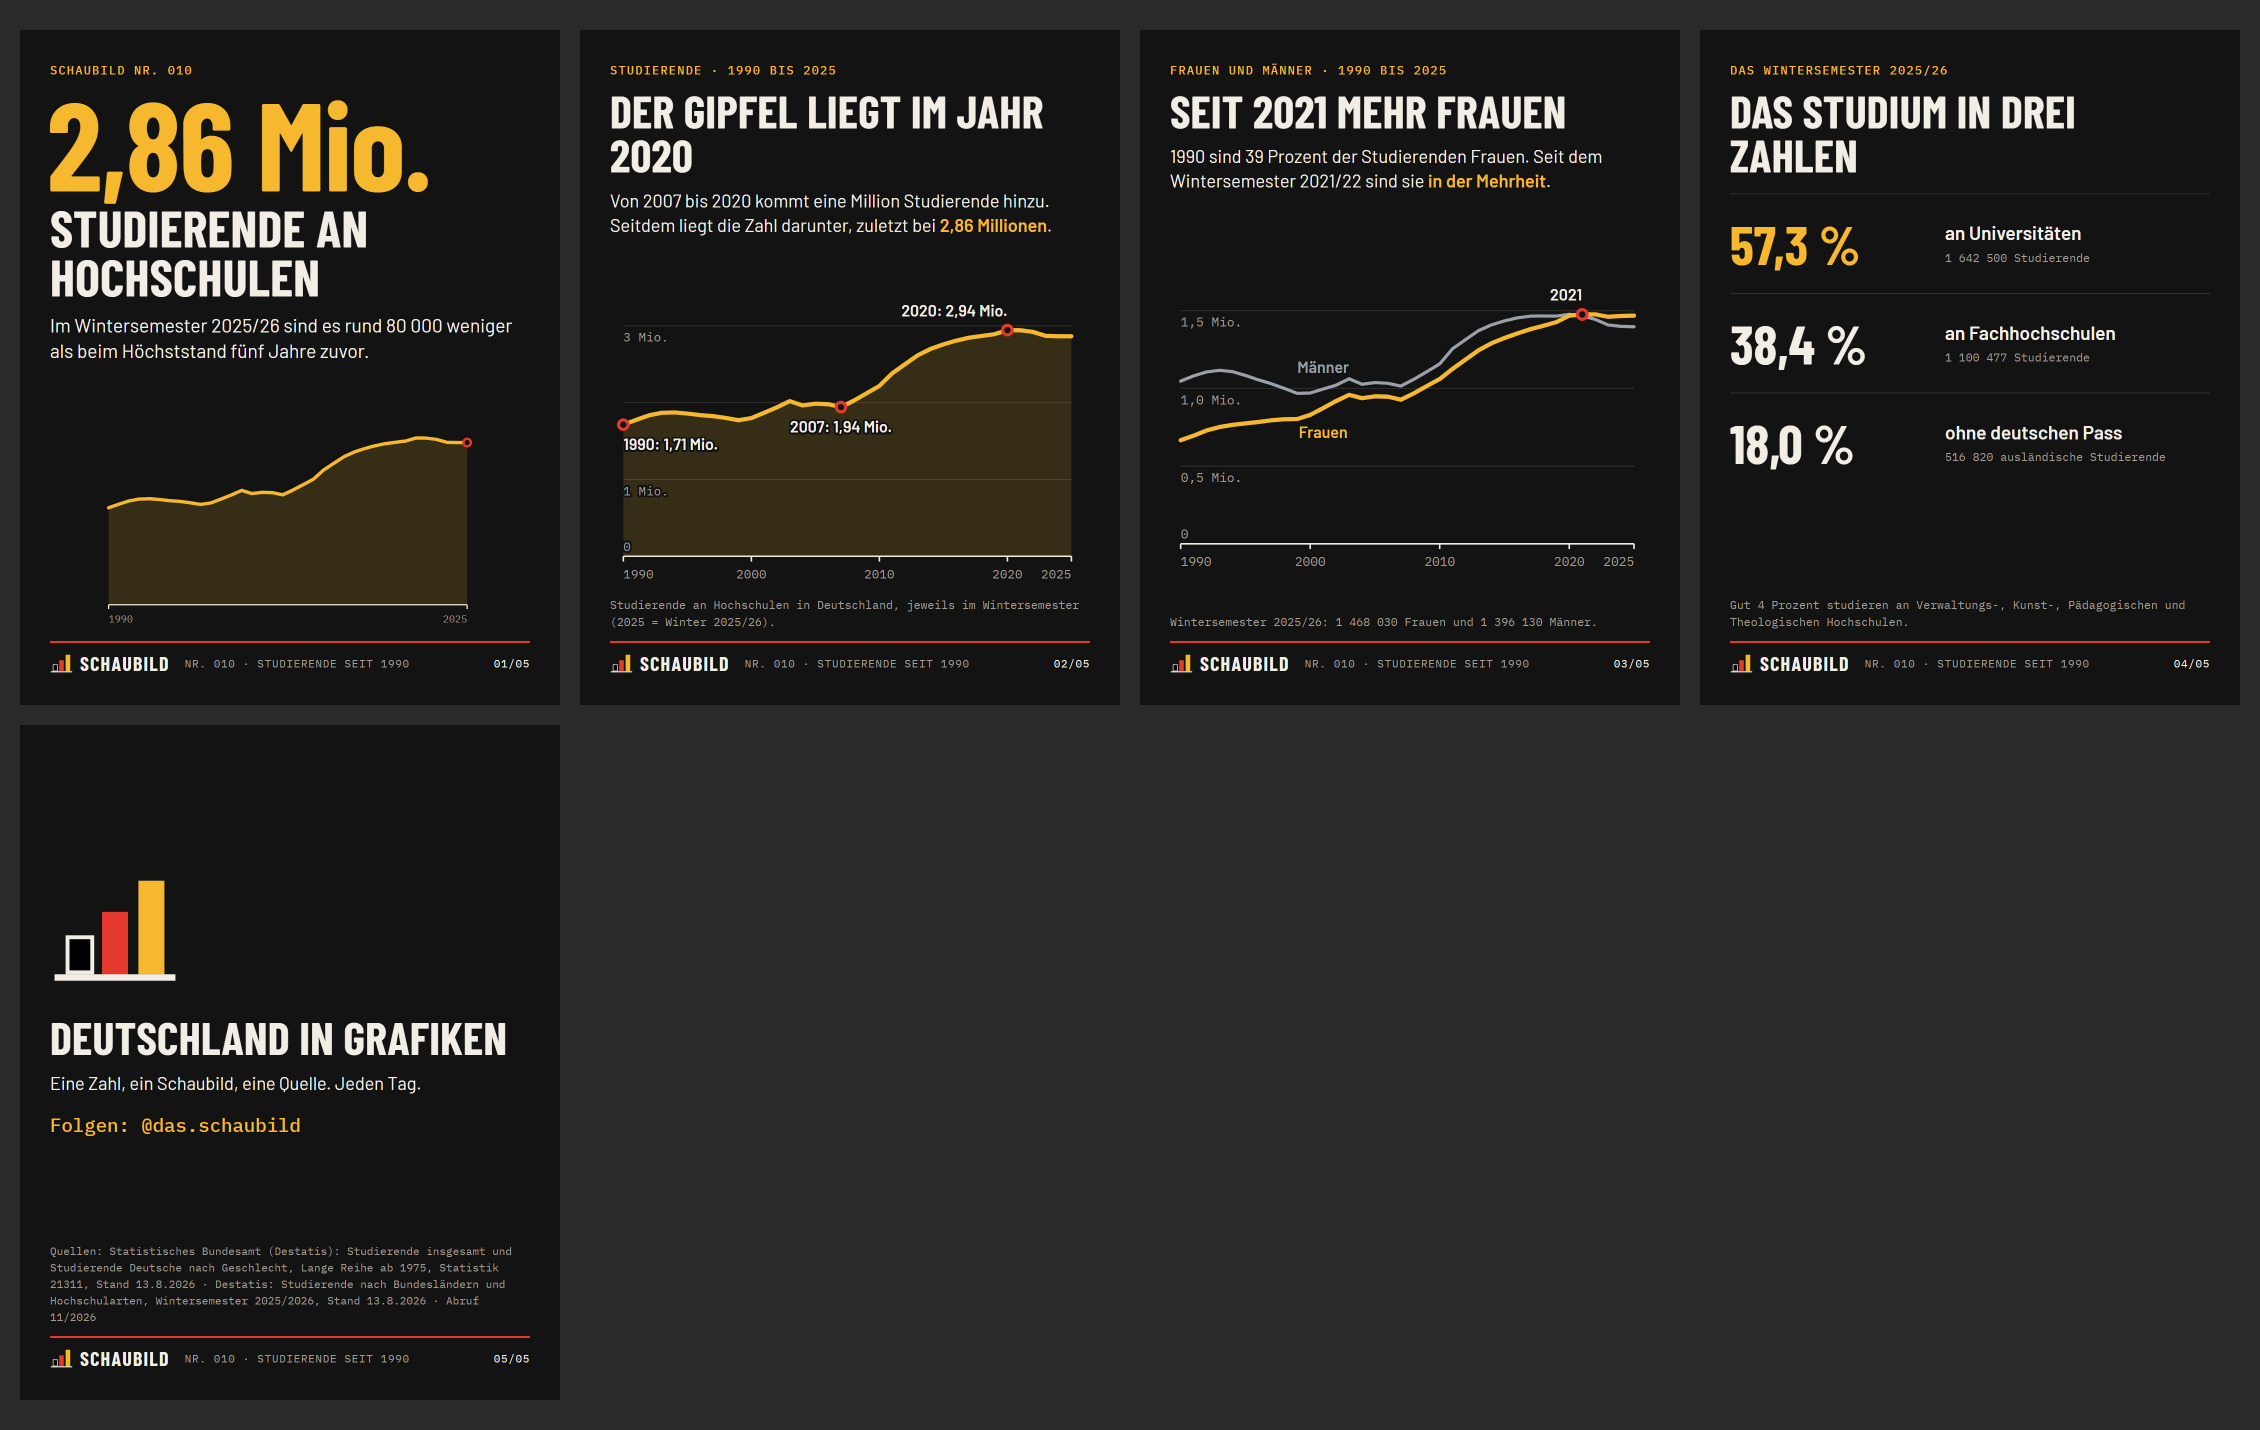 SCHAUBILD NR. 010
2,86 Mio.
STUDIERENDE AN
HOCHSCHULEN
Im Wintersemester 2025/26 sind es rund 80 000 weniger
als beim Höchststand fünf Jahre zuvor.
1990 2025
SCHAUBILD NR. 010 · STUDIERENDE SEIT 1990 01/05
STUDIERENDE · 1990 BIS 2025
DER GIPFEL LIEGT IM JAHR
2020
Von 2007 bis 2020 kommt eine Million Studierende hinzu.
Seitdem liegt die Zahl darunter, zuletzt bei 2,86 Millionen.
2020: 2,94 Mio.
3 Mio.
2007: 1,94 Mio.
1990: 1,71 Mio.
1 Mio.
0
1990 2000 2010 2020 2025
Studierende an Hochschulen in Deutschland, jeweils im Wintersemester
(2025 = Winter 2025/26).
SCHAUBILD NR. 010 · STUDIERENDE SEIT 1990 02/05
FRAUEN UND MÄNNER · 1990 BIS 2025
SEIT 2021 MEHR FRAUEN
1990 sind 39 Prozent der Studierenden Frauen. Seit dem
Wintersemester 2021/22 sind sie in der Mehrheit.
2021
1,5 Mio.
Männer
1,0 Mio.
Frauen
0,5 Mio.
0
1990 2000 2010 2020 2025
Wintersemester 2025/26: 1 468 030 Frauen und 1 396 130 Männer.
SCHAUBILD NR. 010 · STUDIERENDE SEIT 1990 03/05
DAS WINTERSEMESTER 2025/26
DAS STUDIUM IN DREI
ZAHLEN
57,3 % an Universitäten
1 642 500 Studierende
38,4 % an Fachhochschulen
1 100 477 Studierende
18,0 % ohne deutschen Pass
516 820 ausländische Studierende
Gut 4 Prozent studieren an Verwaltungs-, Kunst-, Pädagogischen und
Theologischen Hochschulen.
SCHAUBILD NR. 010 · STUDIERENDE SEIT 1990 04/05
DEUTSCHLAND IN GRAFIKEN
Eine Zahl, ein Schaubild, eine Quelle. Jeden Tag.
Folgen: @das.schaubild
Quellen: Statistisches Bundesamt (Destatis): Studierende insgesamt und
Studierende Deutsche nach Geschlecht, Lange Reihe ab 1975, Statistik
21311, Stand 13.8.2026 · Destatis: Studierende nach Bundesländern und
Hochschularten, Wintersemester 2025/2026, Stand 13.8.2026 · Abruf
11/2026
SCHAUBILD NR. 010 · STUDIERENDE SEIT 1990 05/05